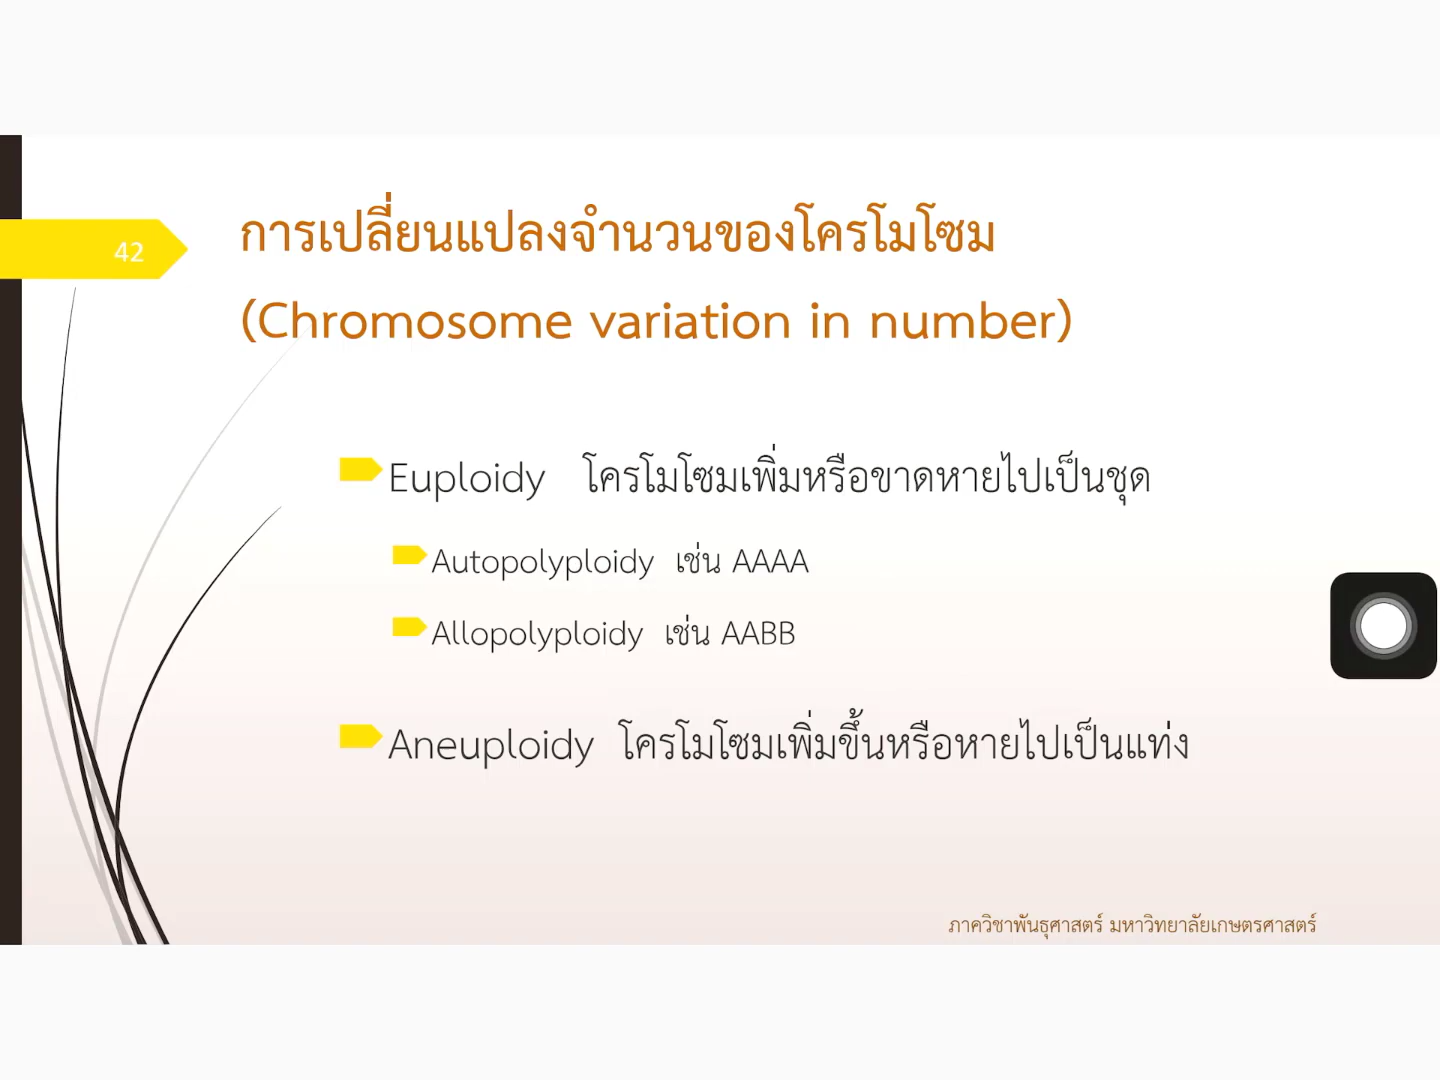 42
การเปลี่ยนแปลงจำนวนของโครโมโซม
(Chromosome variation in number)
Euploidy โครโมโซมเพิ่มหรือขาดหายไปเป็นชุด
Autopolyploidy เช่น AAAA
Allopolyploidy เช่น AABB
Aneuploidy โครโมโซมเพิ่มขึ้นหรือหายไปเป็นแท่ง
ภาควิชาพันธุศาสตร์ มหาวิทยาลัยเกษตรศาสตร์